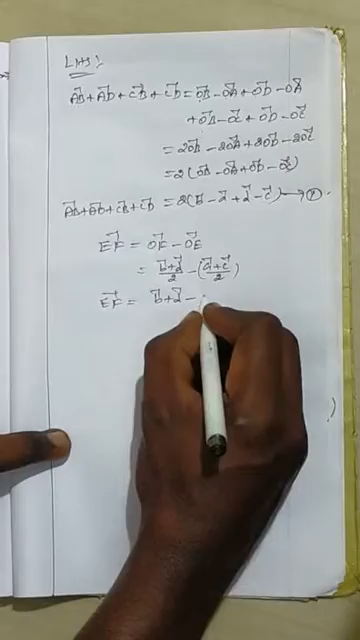 LHS:
AB⃗ + AD⃗ + CB⃗ + CD⃗ = OB⃗ - OA⃗ + OD⃗ - OA⃗
+ OB⃗ - OC⃗ + OD⃗ - OC⃗
= 2OB⃗ - 2OA⃗ + 2OD⃗ - 2OC⃗
= 2(OB⃗ - OA⃗ + OD⃗ - OC⃗)
AB⃗ + AD⃗ + CB⃗ + CD⃗ = 2(b⃗ - a⃗ + d⃗ - c⃗) → ①
EF⃗ = OF⃗ - OE⃗
= (b⃗ + d⃗)/2 - ((a⃗ + c⃗)/2)
EF⃗ = b⃗ + d⃗ -
)